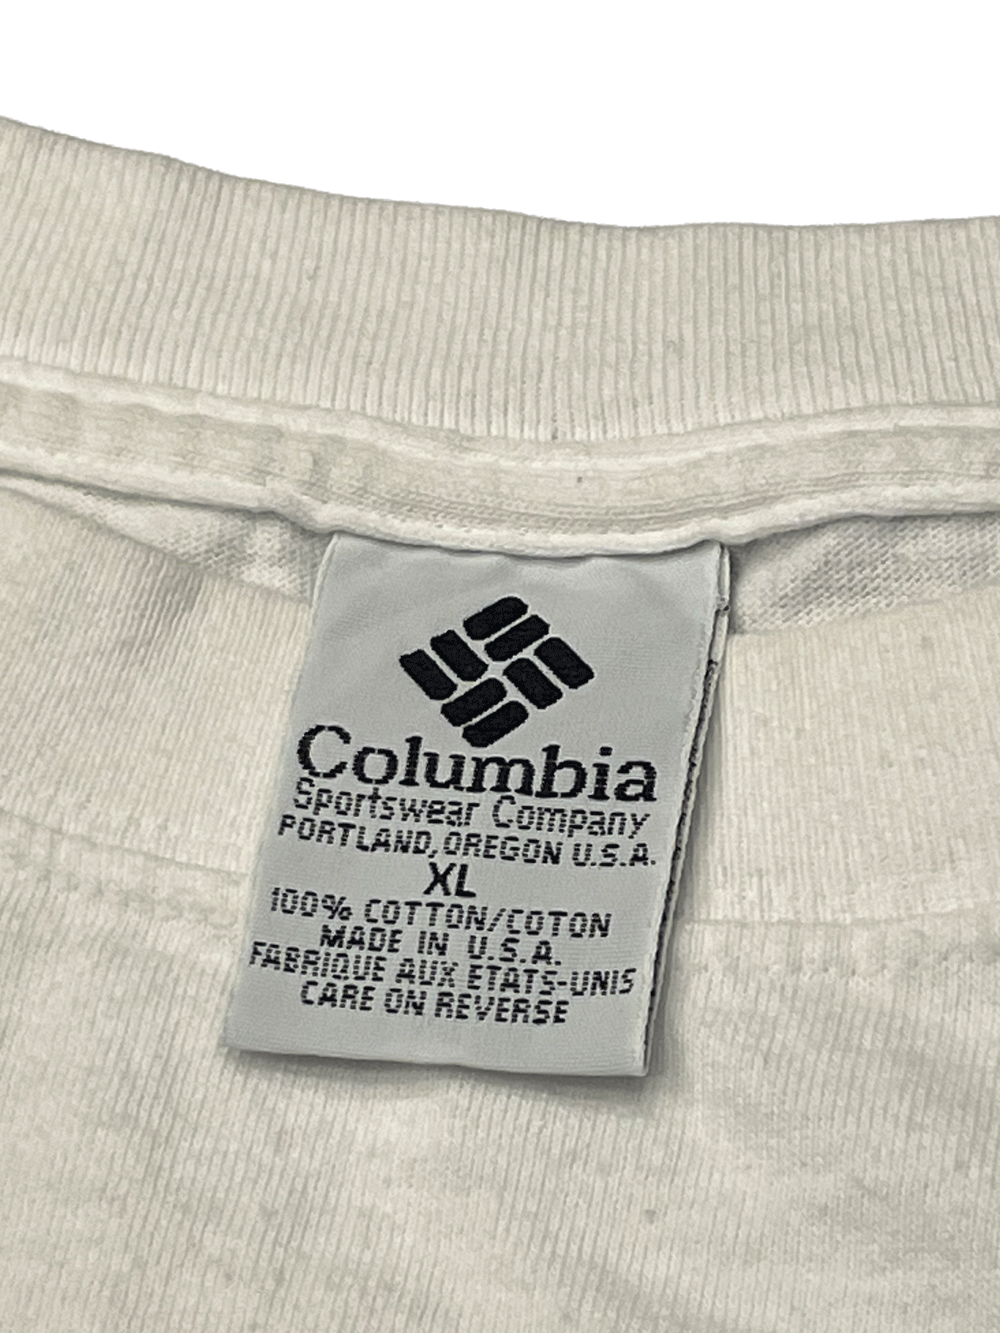 Columbia
Sportswear Company
PORTLAND, OREGON U.S.A.
XL
100% COTTON/COTON
MADE IN U.S.A.
FABRIQUE AUX ETATS-UNIS
CARE ON REVERSE